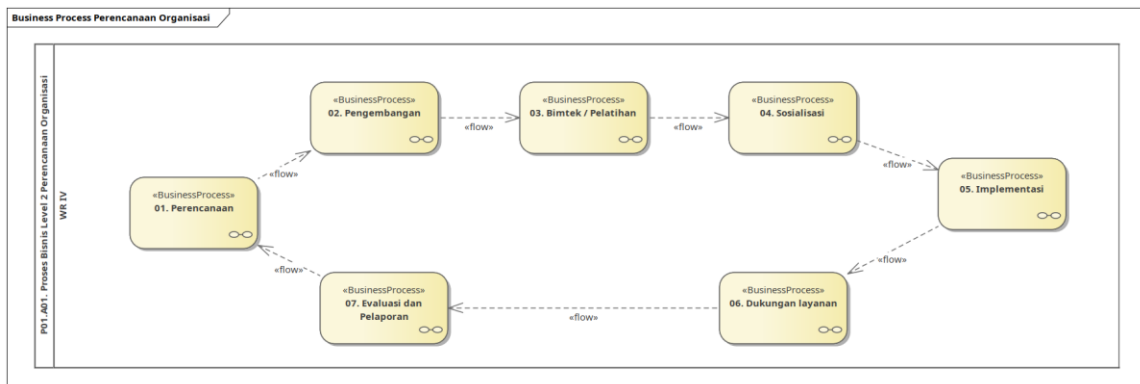 Business Process Perencanaan Organisasi
P01.A01. Proses Bisnis Level 2 Perencanaan Organisasi
WR IV
«BusinessProcess»
01. Perencanaan
«flow»
«BusinessProcess»
02. Pengembangan
«flow»
«BusinessProcess»
03. Bimtek / Pelatihan
«flow»
«BusinessProcess»
04. Sosialisasi
«flow»
«BusinessProcess»
05. Implementasi
«flow»
«BusinessProcess»
06. Dukungan layanan
«flow»
«BusinessProcess»
07. Evaluasi dan
Pelaporan
«flow»